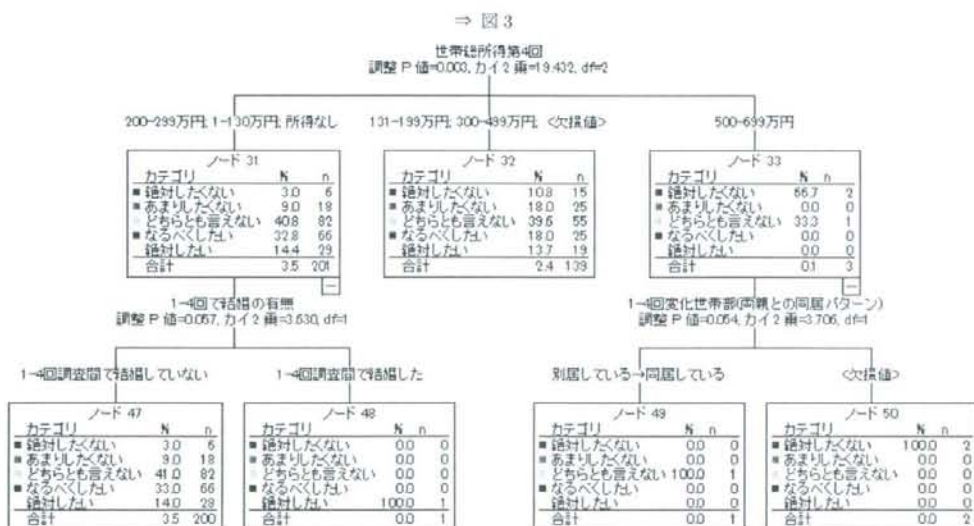 ⇒ 図3
世帯総所得第4回
調整 P 値=0.003, カイ2乗=19.432, df=2
200-299万円; 1-130万円; 所得なし
131-199万円; 300-499万円; <欠損値>
500-699万円
ノード 31
カテゴリ % n
絶対したくない 3.0 6
あまりしたくない 9.0 18
どちらとも言えない 40.8 82
なるべくしたい 32.8 66
絶対したい 14.4 29
合計 3.5 201
ノード 32
カテゴリ % n
絶対したくない 10.8 15
あまりしたくない 18.0 25
どちらとも言えない 39.6 55
なるべくしたい 18.0 25
絶対したい 13.7 19
合計 2.4 139
ノード 33
カテゴリ % n
絶対したくない 66.7 2
あまりしたくない 0.0 0
どちらとも言えない 33.3 1
なるべくしたい 0.0 0
絶対したい 0.0 0
合計 0.1 3
1-4回で結婚の有無
調整 P 値=0.057, カイ2乗=3.630, df=1
1-4回変化世帯部(両親との同居パターン)
調整 P 値=0.054, カイ2乗=3.706, df=1
1-4回調査間で結婚していない
1-4回調査間で結婚した
別居している→同居している
<欠損値>
ノード 47
カテゴリ % n
絶対したくない 3.0 6
あまりしたくない 9.0 18
どちらとも言えない 41.0 82
なるべくしたい 33.0 66
絶対したい 14.0 28
合計 3.5 200
ノード 48
カテゴリ % n
絶対したくない 0.0 0
あまりしたくない 0.0 0
どちらとも言えない 0.0 0
なるべくしたい 0.0 0
絶対したい 100.0 1
合計 0.0 1
ノード 49
カテゴリ % n
絶対したくない 0.0 0
あまりしたくない 0.0 0
どちらとも言えない 100.0 1
なるべくしたい 0.0 0
絶対したい 0.0 0
合計 0.0 1
ノード 50
カテゴリ % n
絶対したくない 100.0 2
あまりしたくない 0.0 0
どちらとも言えない 0.0 0
なるべくしたい 0.0 0
絶対したい 0.0 0
合計 0.0 2